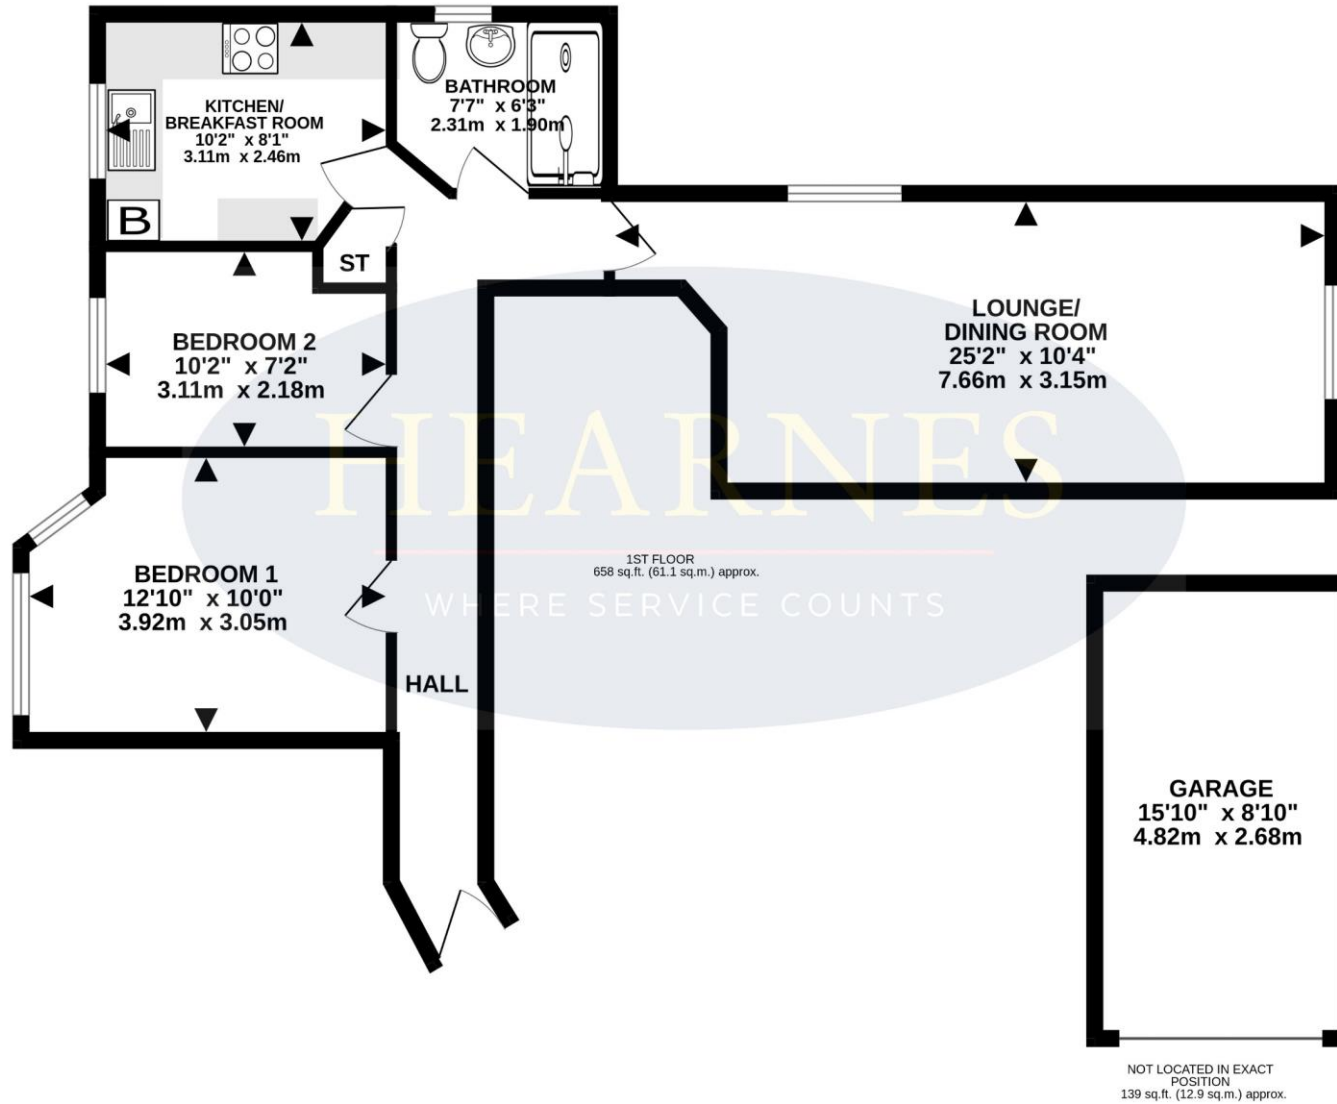 KITCHEN/
BREAKFAST ROOM
10'2" x 8'1"
3.11m x 2.46m
BATHROOM
7'7" x 6'3"
2.31m x 1.90m
B
ST
BEDROOM 2
10'2" x 7'2"
3.11m x 2.18m
LOUNGE/
DINING ROOM
25'2" x 10'4"
7.66m x 3.15m
HEARNES
WHERE SERVICE COUNTS
1ST FLOOR
658 sq.ft. (61.1 sq.m.) approx.
BEDROOM 1
12'10" x 10'0"
3.92m x 3.05m
HALL
GARAGE
15'10" x 8'10"
4.82m x 2.68m
NOT LOCATED IN EXACT
POSITION
139 sq.ft. (12.9 sq.m.) approx.